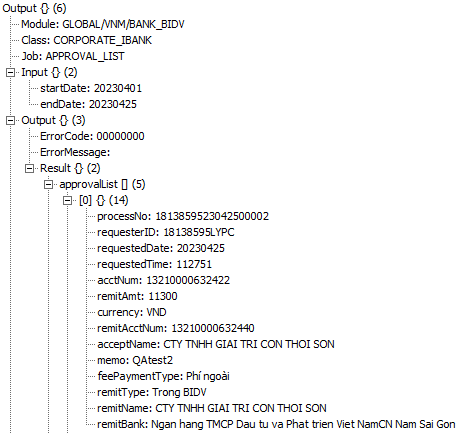 Output {} (6)
Module: GLOBAL/VNM/BANK_BIDV
Class: CORPORATE_IBANK
Job: APPROVAL_LIST
Input {} (2)
startDate: 20230401
endDate: 20230425
Output {} (3)
ErrorCode: 00000000
ErrorMessage:
Result {} (2)
approvalList [] (5)
[0] {} (14)
processNo: 1813859523042500002
requesterID: 18138595LYPC
requestedDate: 20230425
requestedTime: 112751
acctNum: 13210000632422
remitAmt: 11300
currency: VND
remitAcctNum: 13210000632440
acceptName: CTY TNHH GIAI TRI CON THOI SON
memo: QAtest2
feePaymentType: Phí ngoài
remitType: Trong BIDV
remitName: CTY TNHH GIAI TRI CON THOI SON
remitBank: Ngan hang TMCP Dau tu va Phat trien Viet NamCN Nam Sai Gon